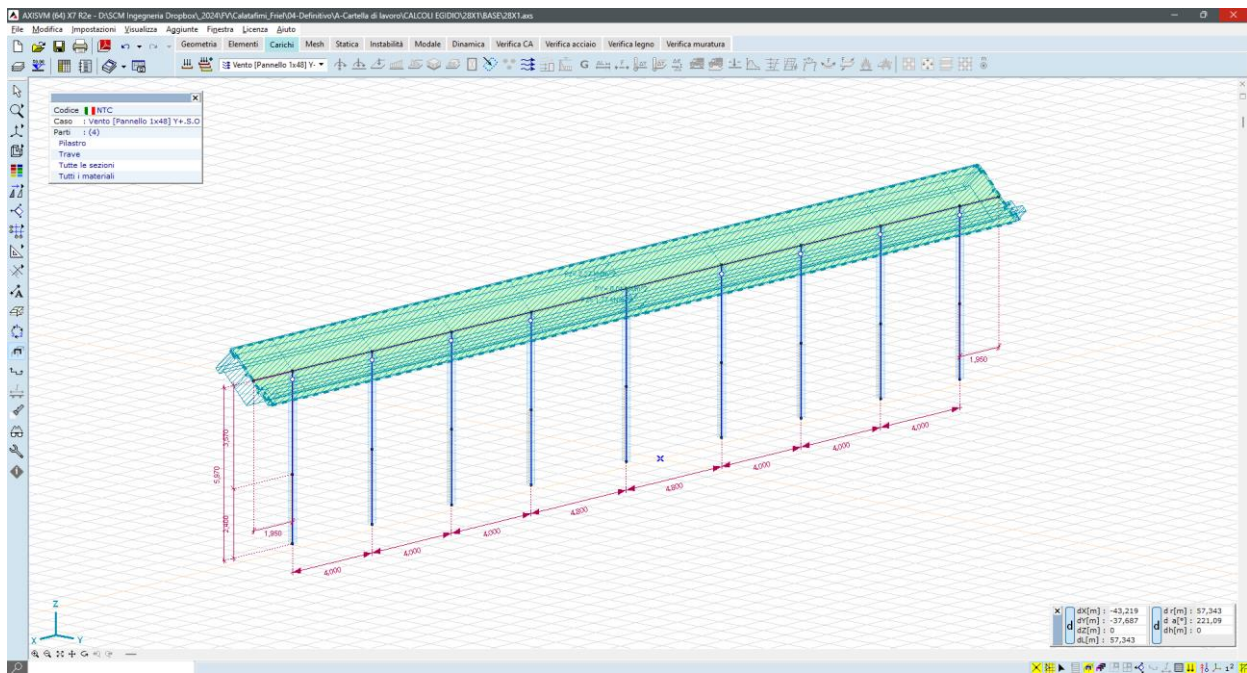 AXISVM (64) X7 R2e - D:\SCM Ingegneria Dropbox\_2024\FV\Calatafimi_Friel\04-Definitivo\A-Cartella di lavoro\CALCOLI EGIDIO\28X1\BASE\28X1.axs
File Modifica Impostazioni Visualizza Aggiunte Finestra Licenza Aiuto
Geometria Elementi Carichi Mesh Statica Instabilità Modale Dinamica Verifica CA Verifica acciaio Verifica legno Verifica muratura
Vento [Pannello 1x48] Y-
Codice NTC
Caso : Vento [Pannello 1x48] Y+.S.O
Parti : (4)
Pilastro
Trave
Tutte le sezioni
Tutti i materiali
3,570
5,970
2,400
1,950
1,950
4,000
4,000
4,000
4,800
4,800
4,000
4,000
4,000
Z
X
Y
d
dX[m] : -43,219
dY[m] : -37,687
dZ[m] : 0
dL[m] : 57,343
d
d r[m] : 57,343
d a[°] : 221,09
dh[m] : 0